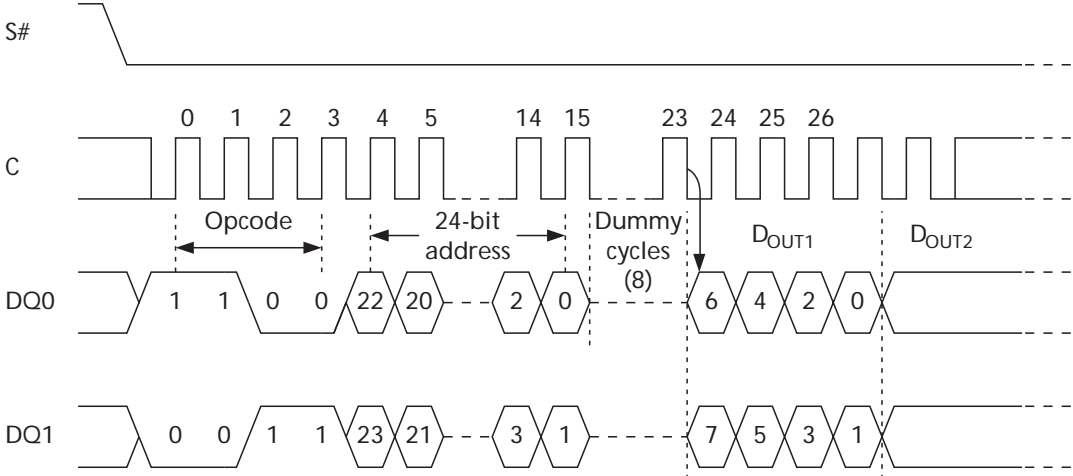 S#
0 1 2 3 4 5 14 15 23 24 25 26
C
Opcode
24-bit
address
Dummy
cycles
(8)
DOUT1
DOUT2
DQ0
1 1 0 0 22 20 2 0 6 4 2 0
DQ1
0 0 1 1 23 21 3 1 7 5 3 1